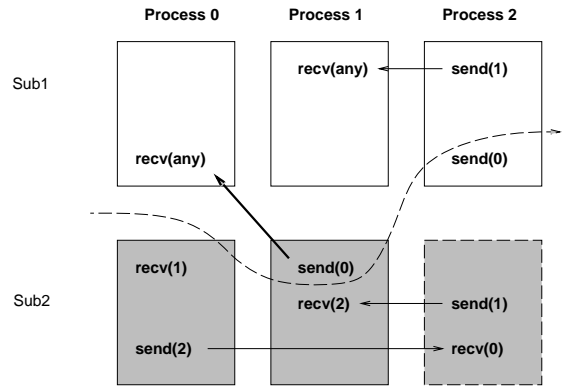 Process 0 Process 1 Process 2
Sub1
recv(any) send(1)
recv(any) send(0)
recv(1) send(0)
Sub2 recv(2) send(1)
send(2) recv(0)